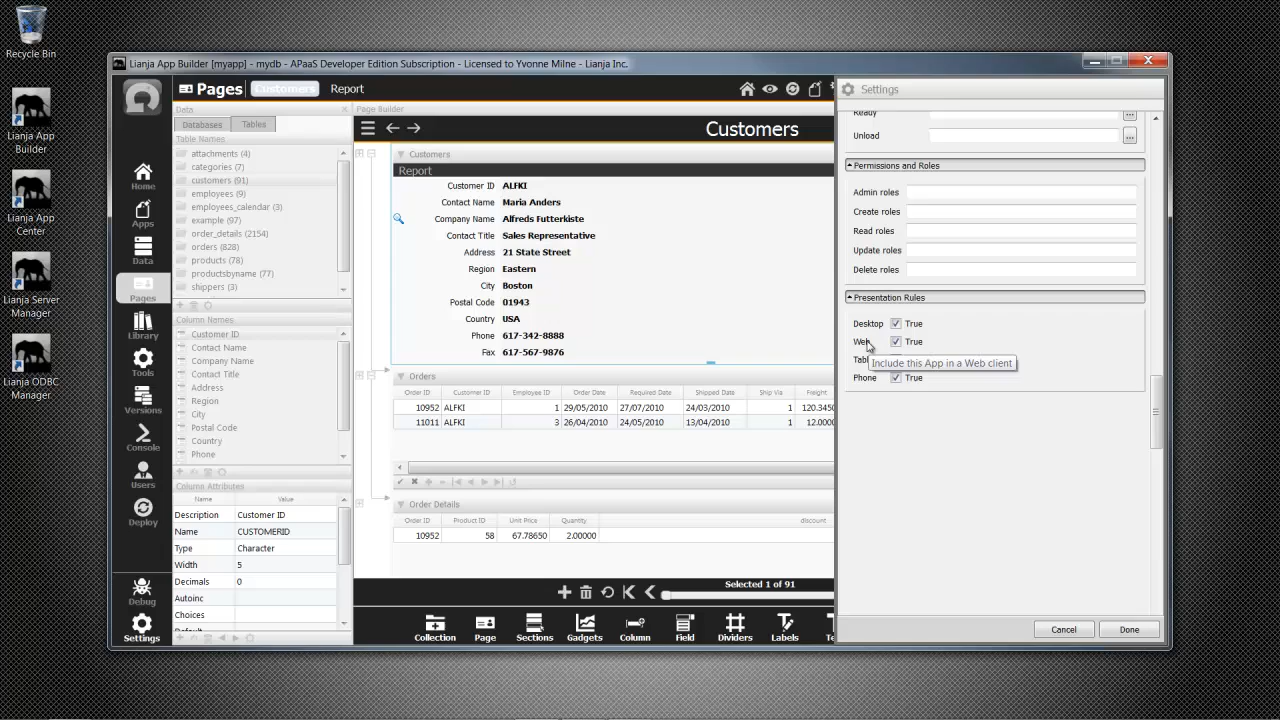 Recycle Bin
Lianja App Builder
Lianja App Center
Lianja Server Manager
Lianja ODBC Manager
Lianja App Builder [myapp] - mydb - APaaS Developer Edition Subscription - Licensed to Yvonne Milne - Lianja Inc.
Pages Customers Report
Home
Apps
Data
Pages
Library
Tools
Versions
Console
Users
Deploy
Debug
Settings
Data
Databases Tables
Table Names
attachments (4)
categories (7)
customers (91)
employees (9)
employees_calendar (3)
example (97)
order_details (2154)
orders (828)
products (78)
productsbyname (77)
shippers (3)
Column Names
Customer ID
Contact Name
Company Name
Contact Title
Address
Region
City
Postal Code
Country
Phone
Column Attributes
Name Value
Description Customer ID
Name CUSTOMERID
Type Character
Width 5
Decimals 0
Autoinc
Choices
Page Builder
Customers
Customers
Report
Customer ID ALFKI
Contact Name Maria Anders
Company Name Alfreds Futterkiste
Contact Title Sales Representative
Address 21 State Street
Region Eastern
City Boston
Postal Code 01943
Country USA
Phone 617-342-8888
Fax 617-567-9876
Orders
Order ID Customer ID Employee ID Order Date Required Date Shipped Date Ship Via Freight
10952 ALFKI 1 29/05/2010 27/07/2010 24/03/2010 1 120.3450
11011 ALFKI 3 26/04/2010 24/05/2010 13/04/2010 1 12.0000
Order Details
Order ID Product ID Unit Price Quantity discount
10952 58 67.78650 2.00000
Selected 1 of 91
Collection Page Sections Gadgets Column Field Dividers Labels
Settings
Ready
Unload
Permissions and Roles
Admin roles
Create roles
Read roles
Update roles
Delete roles
Presentation Rules
Desktop True
Web True
Include this App in a Web client
Phone True
Cancel Done